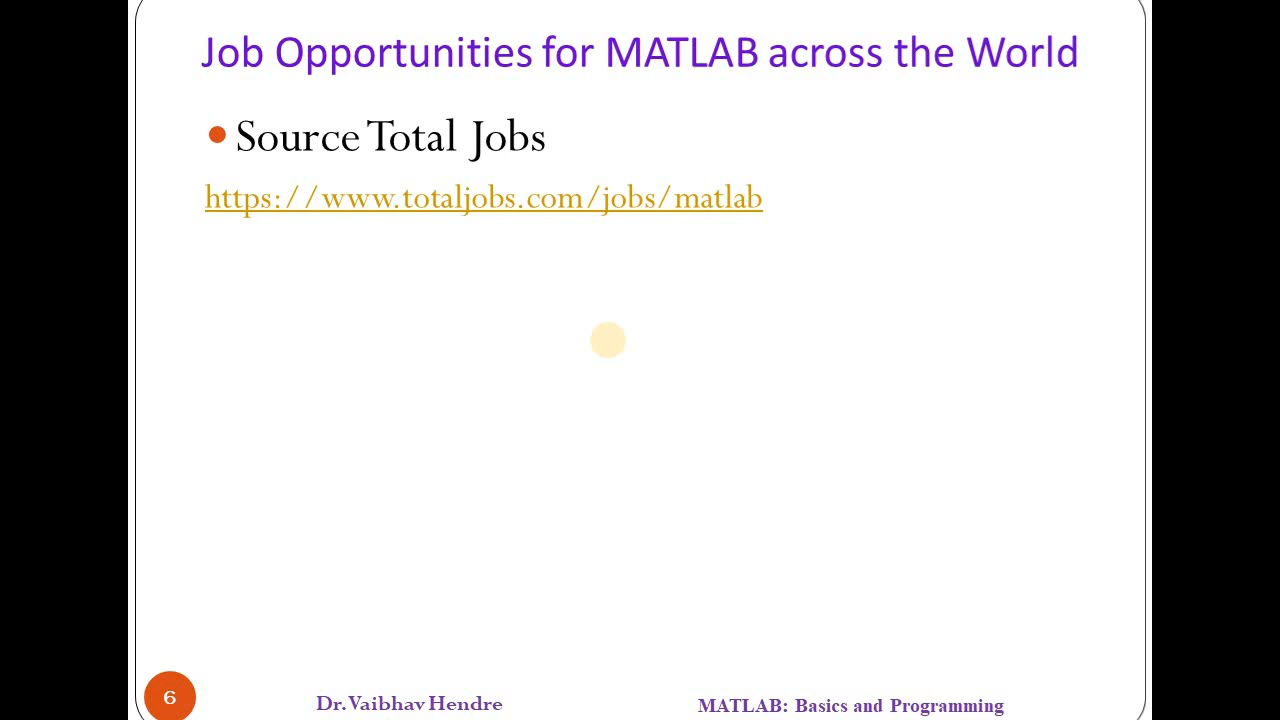 Job Opportunities for MATLAB across the World
Source Total Jobs
https://www.totaljobs.com/jobs/matlab
6
Dr. Vaibhav Hendre
MATLAB: Basics and Programming